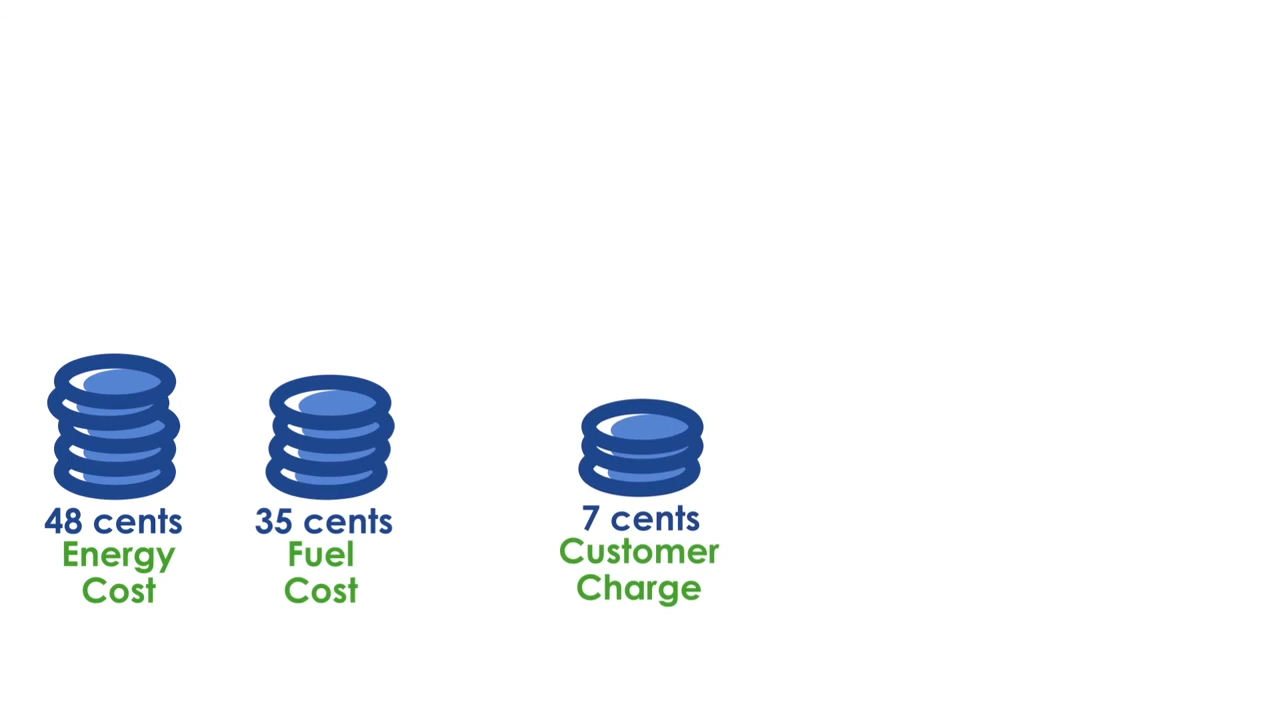 48 cents
Energy
Cost
35 cents
Fuel
Cost
7 cents
Customer
Charge